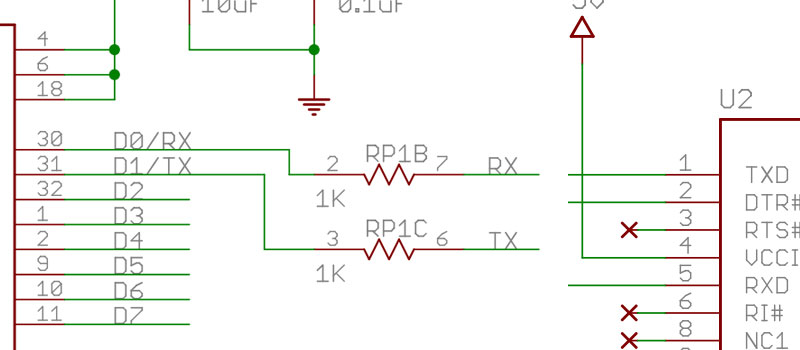 10uF 0.1uF 5V
4
6
18
30 D0/RX
31 D1/TX
32 D2
1 D3
2 D4
9 D5
10 D6
11 D7
RP1B
2 7 RX
1K
RP1C
3 6 TX
1K
U2
1 TXD
2 DTR#
3 RTS#
4 VCCI
5 RXD
6 RI#
8 NC1